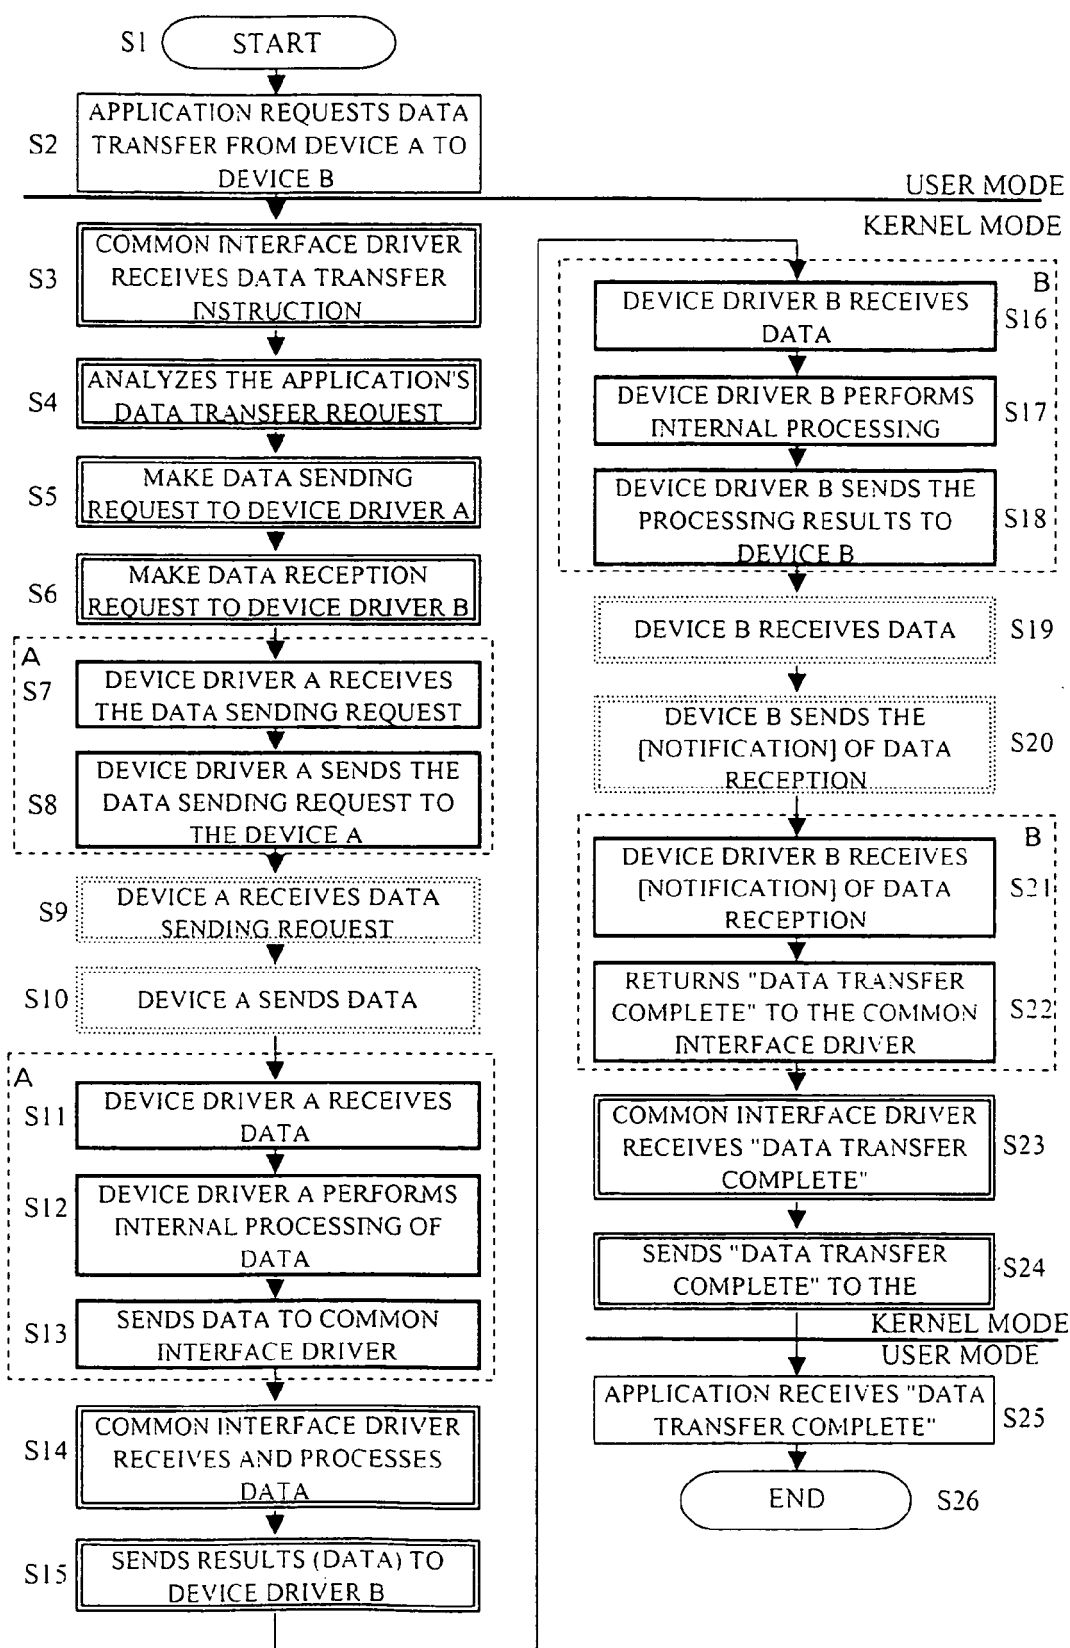 S1
START
S2
APPLICATION REQUESTS DATA
TRANSFER FROM DEVICE A TO
DEVICE B
USER MODE
KERNEL MODE
S3
COMMON INTERFACE DRIVER
RECEIVES DATA TRANSFER
INSTRUCTION
S4
ANALYZES THE APPLICATION'S
DATA TRANSFER REQUEST
S5
MAKE DATA SENDING
REQUEST TO DEVICE DRIVER A
S6
MAKE DATA RECEPTION
REQUEST TO DEVICE DRIVER B
A
S7
DEVICE DRIVER A RECEIVES
THE DATA SENDING REQUEST
S8
DEVICE DRIVER A SENDS THE
DATA SENDING REQUEST TO
THE DEVICE A
S9
DEVICE A RECEIVES DATA
SENDING REQUEST
S10
DEVICE A SENDS DATA
A
S11
DEVICE DRIVER A RECEIVES
DATA
S12
DEVICE DRIVER A PERFORMS
INTERNAL PROCESSING OF
DATA
S13
SENDS DATA TO COMMON
INTERFACE DRIVER
S14
COMMON INTERFACE DRIVER
RECEIVES AND PROCESSES
DATA
S15
SENDS RESULTS (DATA) TO
DEVICE DRIVER B
B
DEVICE DRIVER B RECEIVES
DATA
S16
DEVICE DRIVER B PERFORMS
INTERNAL PROCESSING
S17
DEVICE DRIVER B SENDS THE
PROCESSING RESULTS TO
DEVICE B
S18
DEVICE B RECEIVES DATA
S19
DEVICE B SENDS THE
[NOTIFICATION] OF DATA
RECEPTION
S20
B
DEVICE DRIVER B RECEIVES
[NOTIFICATION] OF DATA
RECEPTION
S21
RETURNS "DATA TRANSFER
COMPLETE" TO THE COMMON
INTERFACE DRIVER
S22
COMMON INTERFACE DRIVER
RECEIVES "DATA TRANSFER
COMPLETE"
S23
SENDS "DATA TRANSFER
COMPLETE" TO THE
S24
KERNEL MODE
USER MODE
APPLICATION RECEIVES "DATA
TRANSFER COMPLETE"
S25
END
S26